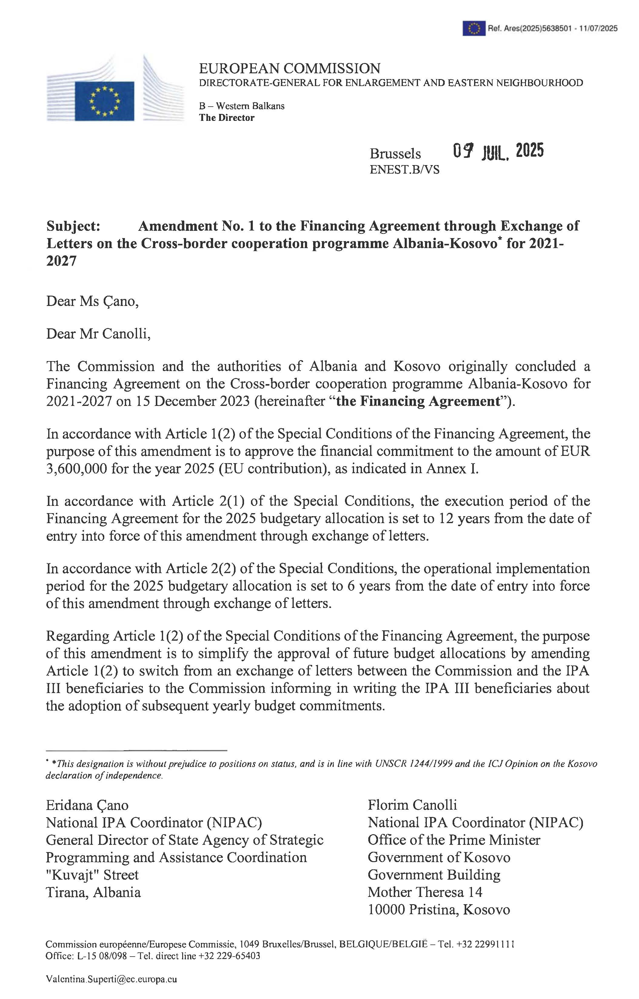 Ref. Ares(2025)5638501 - 11/07/2025
EUROPEAN COMMISSION
DIRECTORATE-GENERAL FOR ENLARGEMENT AND EASTERN NEIGHBOURHOOD
B – Western Balkans
The Director
Brussels 09 JUIL. 2025
ENEST.B/VS
Subject: Amendment No. 1 to the Financing Agreement through Exchange of
Letters on the Cross-border cooperation programme Albania-Kosovo* for 2021-
2027
Dear Ms Çano,
Dear Mr Canolli,
The Commission and the authorities of Albania and Kosovo originally concluded a
Financing Agreement on the Cross-border cooperation programme Albania-Kosovo for
2021-2027 on 15 December 2023 (hereinafter “the Financing Agreement”).
In accordance with Article 1(2) of the Special Conditions of the Financing Agreement, the
purpose of this amendment is to approve the financial commitment to the amount of EUR
3,600,000 for the year 2025 (EU contribution), as indicated in Annex I.
In accordance with Article 2(1) of the Special Conditions, the execution period of the
Financing Agreement for the 2025 budgetary allocation is set to 12 years from the date of
entry into force of this amendment through exchange of letters.
In accordance with Article 2(2) of the Special Conditions, the operational implementation
period for the 2025 budgetary allocation is set to 6 years from the date of entry into force
of this amendment through exchange of letters.
Regarding Article 1(2) of the Special Conditions of the Financing Agreement, the purpose
of this amendment is to simplify the approval of future budget allocations by amending
Article 1(2) to switch from an exchange of letters between the Commission and the IPA
III beneficiaries to the Commission informing in writing the IPA III beneficiaries about
the adoption of subsequent yearly budget commitments.
* *This designation is without prejudice to positions on status, and is in line with UNSCR 1244/1999 and the ICJ Opinion on the Kosovo
declaration of independence.
Eridana Çano
National IPA Coordinator (NIPAC)
General Director of State Agency of Strategic
Programming and Assistance Coordination
"Kuvajt" Street
Tirana, Albania
Florim Canolli
National IPA Coordinator (NIPAC)
Office of the Prime Minister
Government of Kosovo
Government Building
Mother Theresa 14
10000 Pristina, Kosovo
Commission européenne/Europese Commissie, 1049 Bruxelles/Brussel, BELGIQUE/BELGIË – Tel. +32 22991111
Office: L-15 08/098 – Tel. direct line +32 229-65403
Valentina.Superti@ec.europa.eu